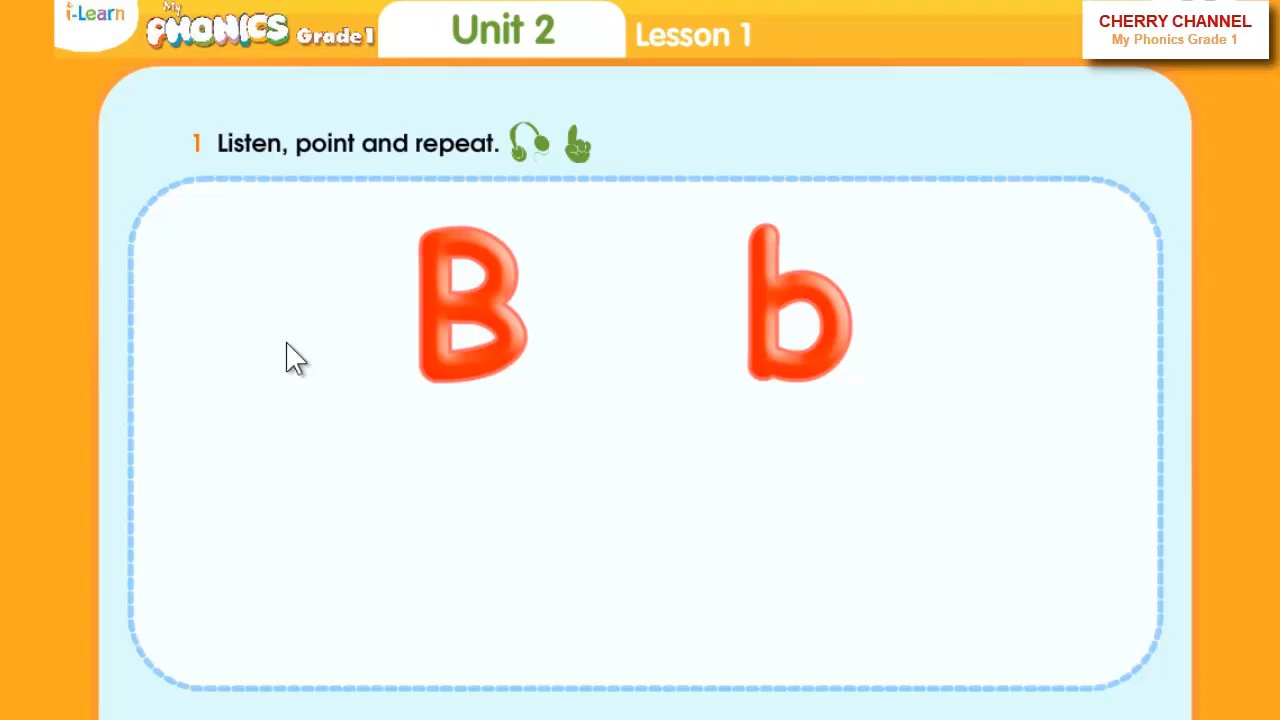 i-Learn
My
PHONICS Grade 1
Unit 2
Lesson 1
CHERRY CHANNEL
My Phonics Grade 1
1 Listen, point and repeat.
B b